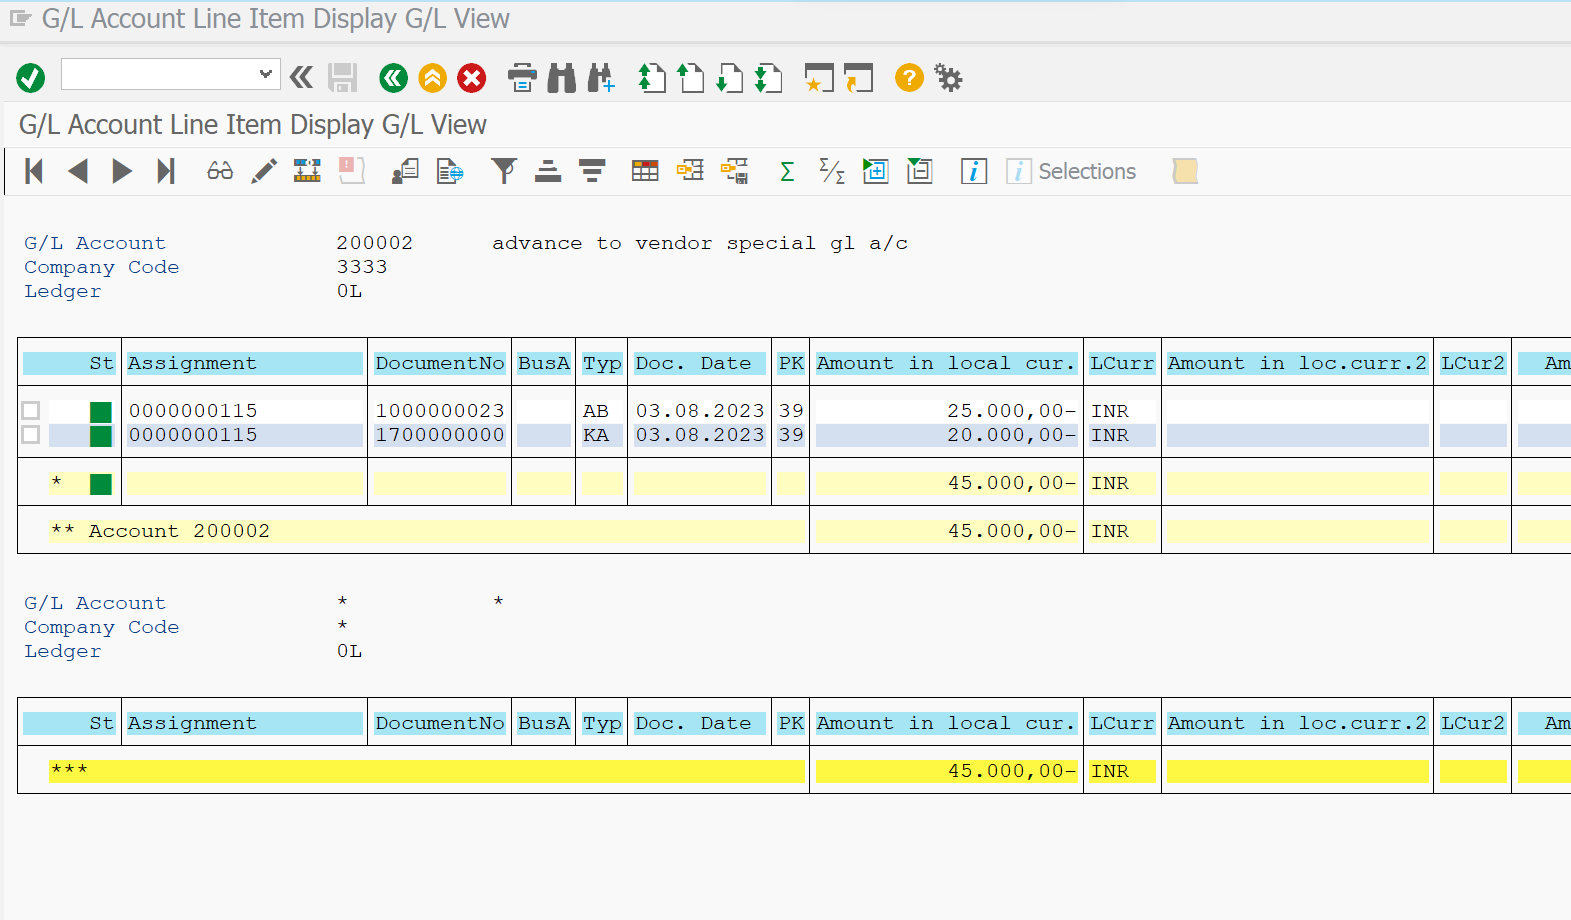 G/L Account Line Item Display G/L View
G/L Account Line Item Display G/L View
Selections
G/L Account 200002 advance to vendor special gl a/c
Company Code 3333
Ledger 0L
St Assignment DocumentNo BusA Typ Doc. Date PK Amount in local cur. LCurr Amount in loc.curr.2 LCur2 Am
0000000115 1000000023 AB 03.08.2023 39 25.000,00- INR
0000000115 1700000000 KA 03.08.2023 39 20.000,00- INR
* 45.000,00- INR
** Account 200002 45.000,00- INR
G/L Account * *
Company Code *
Ledger 0L
St Assignment DocumentNo BusA Typ Doc. Date PK Amount in local cur. LCurr Amount in loc.curr.2 LCur2 Am
*** 45.000,00- INR